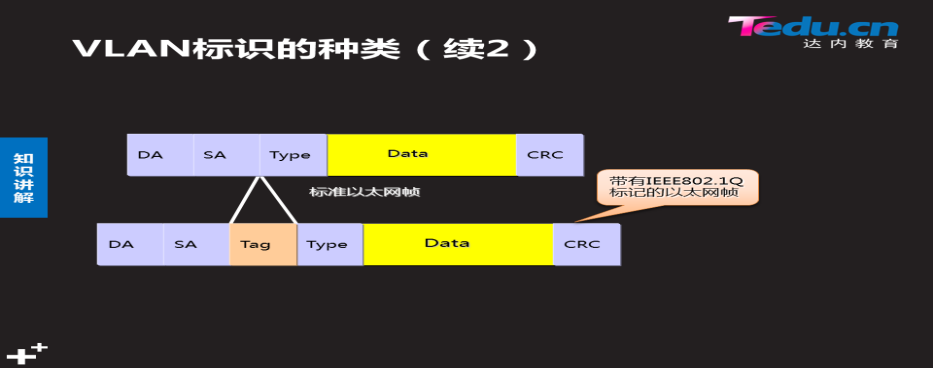 VLAN标识的种类（续2）
Tedu.cn
达内教育
知识讲解
DA SA Type Data CRC
标准以太网帧
带有IEEE802.1Q
标记的以太网帧
DA SA Tag Type Data CRC